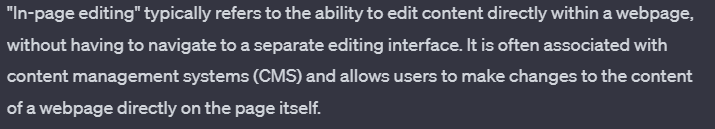 "In-page editing" typically refers to the ability to edit content directly within a webpage,
without having to navigate to a separate editing interface. It is often associated with
content management systems (CMS) and allows users to make changes to the content
of a webpage directly on the page itself.